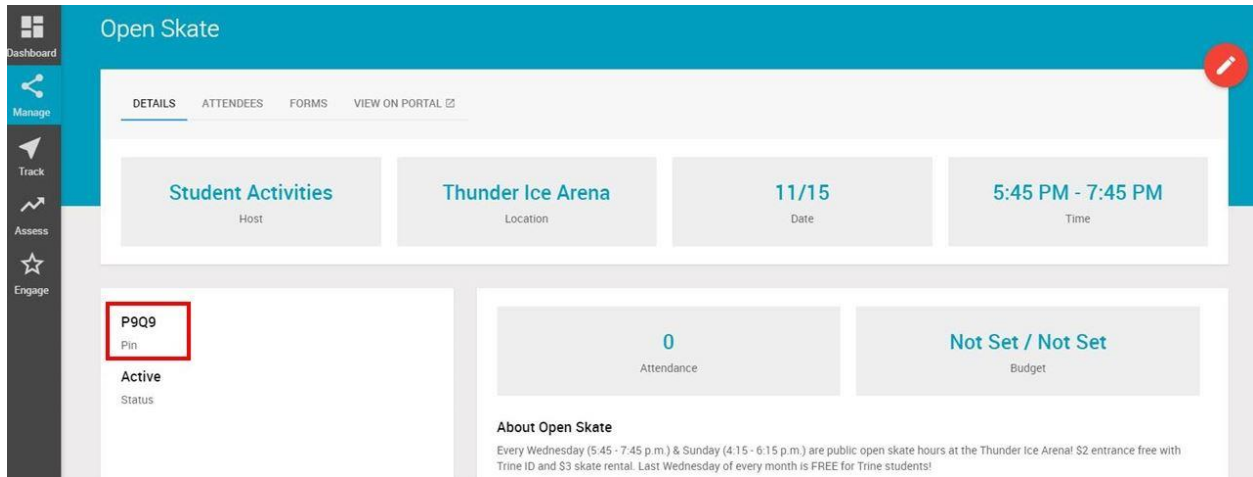 Open Skate
Dashboard
Manage
Track
Assess
Engage
DETAILS ATTENDEES FORMS VIEW ON PORTAL
Student Activities
Host
Thunder Ice Arena
Location
11/15
Date
5:45 PM - 7:45 PM
Time
P9Q9
Pin
Active
Status
0
Attendance
Not Set / Not Set
Budget
About Open Skate
Every Wednesday (5:45 - 7:45 p.m.) & Sunday (4:15 - 6:15 p.m.) are public open skate hours at the Thunder Ice Arena! $2 entrance free with
Trine ID and $3 skate rental. Last Wednesday of every month is FREE for Trine students!